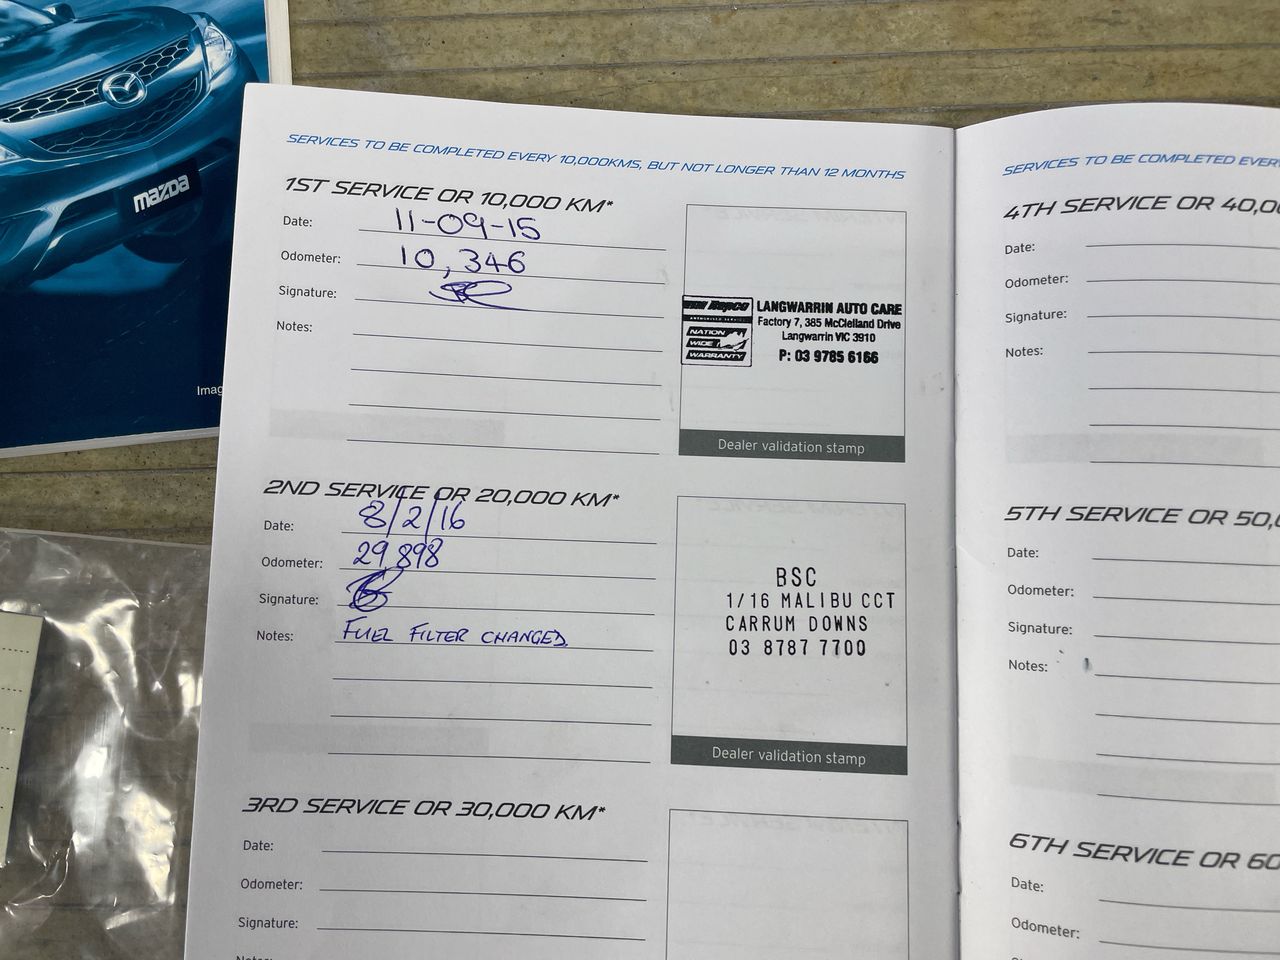 mazda
Imag
SERVICES TO BE COMPLETED EVERY 10,000KMS, BUT NOT LONGER THAN 12 MONTHS
1ST SERVICE OR 10,000 KM*
Date: 11-09-15
Odometer: 10,346
Signature:
Notes:
Repco
AUTHORISED SERVICE
NATION
WIDE
WARRANTY
LANGWARRIN AUTO CARE
Factory 7, 385 McClelland Drive
Langwarrin VIC 3910
P: 03 9785 6166
Dealer validation stamp
2ND SERVICE OR 20,000 KM*
Date: 8/2/16
Odometer: 29,898
Signature:
Notes: FUEL FILTER CHANGED.
BSC
1/16 MALIBU CCT
CARRUM DOWNS
03 8787 7700
Dealer validation stamp
3RD SERVICE OR 30,000 KM*
Date:
Odometer:
Signature:
SERVICES TO BE COMPLETED EVER
4TH SERVICE OR 40,0
Date:
Odometer:
Signature:
Notes:
5TH SERVICE OR 50,0
Date:
Odometer:
Signature:
Notes:
6TH SERVICE OR 60
Date:
Odometer: